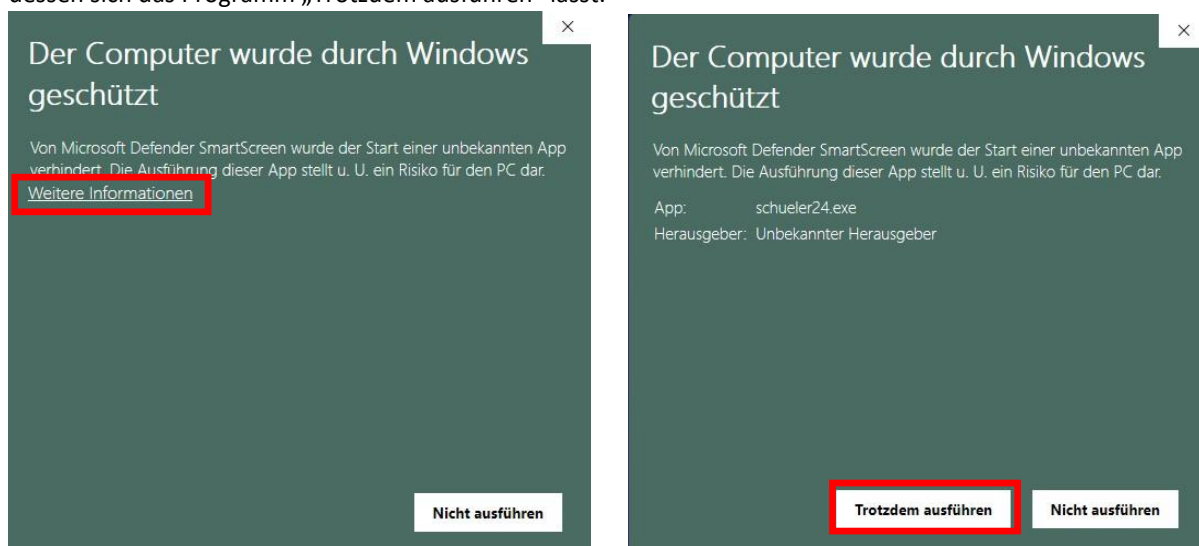 dessen sich das Programm „Trotzdem ausführen“ lässt.
Der Computer wurde durch Windows
geschützt
Von Microsoft Defender SmartScreen wurde der Start einer unbekannten App
verhindert. Die Ausführung dieser App stellt u. U. ein Risiko für den PC dar.
Weitere Informationen
Nicht ausführen
Der Computer wurde durch Windows
geschützt
Von Microsoft Defender SmartScreen wurde der Start einer unbekannten App
verhindert. Die Ausführung dieser App stellt u. U. ein Risiko für den PC dar.
App: schueler24.exe
Herausgeber: Unbekannter Herausgeber
Trotzdem ausführen Nicht ausführen